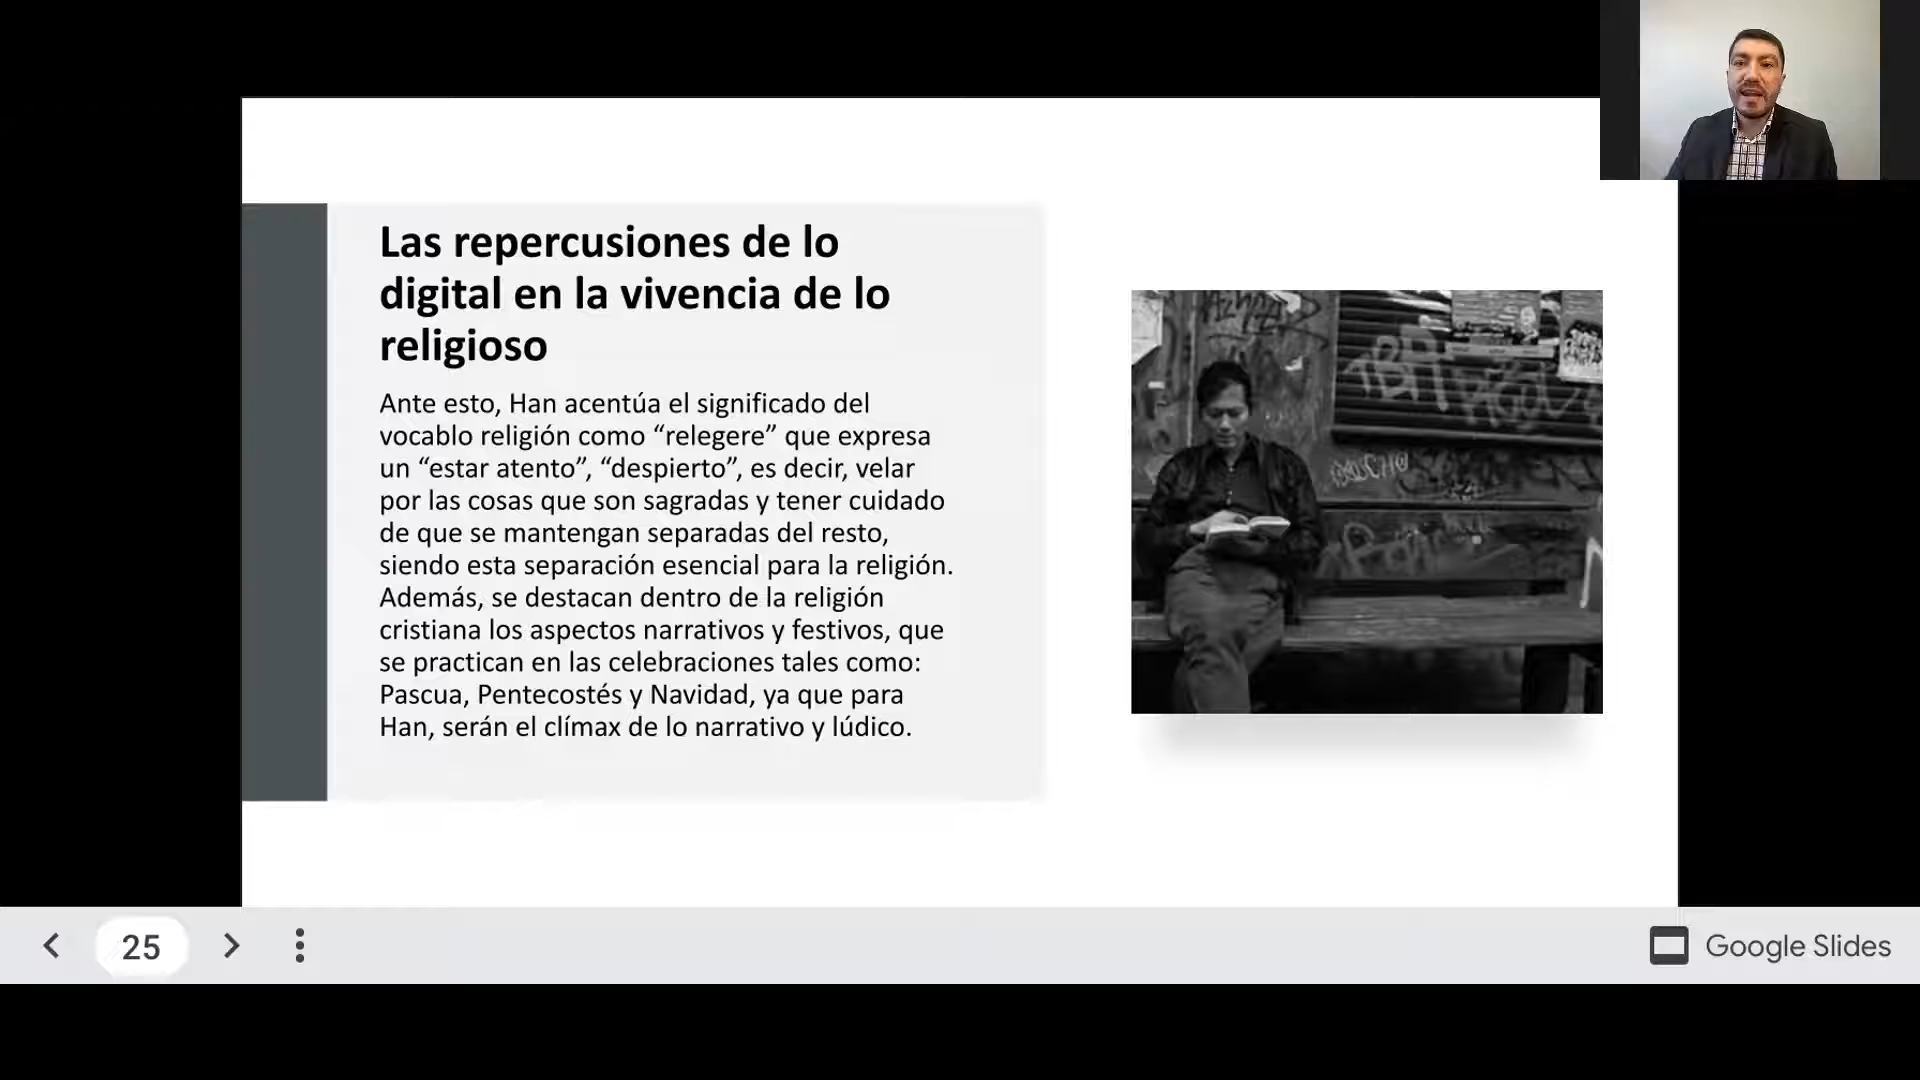 Las repercusiones de lo
digital en la vivencia de lo
religioso
Ante esto, Han acentúa el significado del
vocablo religión como “relegere” que expresa
un “estar atento”, “despierto”, es decir, velar
por las cosas que son sagradas y tener cuidado
de que se mantengan separadas del resto,
siendo esta separación esencial para la religión.
Además, se destacan dentro de la religión
cristiana los aspectos narrativos y festivos, que
se practican en las celebraciones tales como:
Pascua, Pentecostés y Navidad, ya que para
Han, serán el clímax de lo narrativo y lúdico.
25
Google Slides